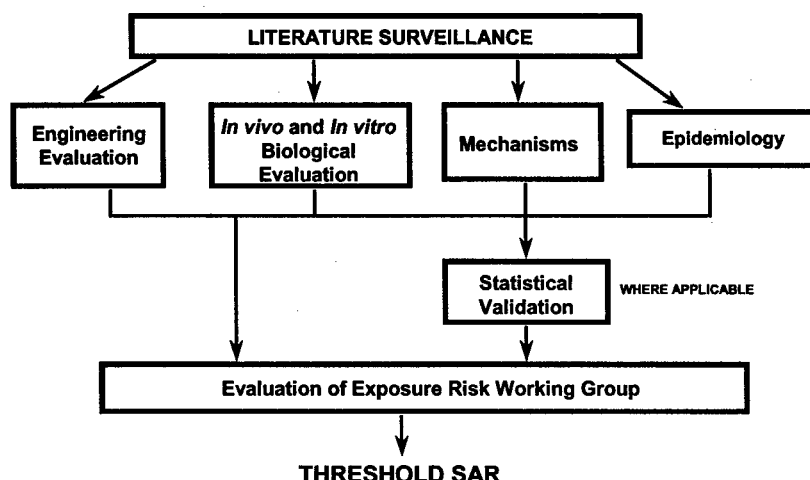 LITERATURE SURVEILLANCE
Engineering
Evaluation
In vivo and In vitro
Biological
Evaluation
Mechanisms
Epidemiology
Statistical
Validation
WHERE APPLICABLE
Evaluation of Exposure Risk Working Group
THRESHOLD SAR